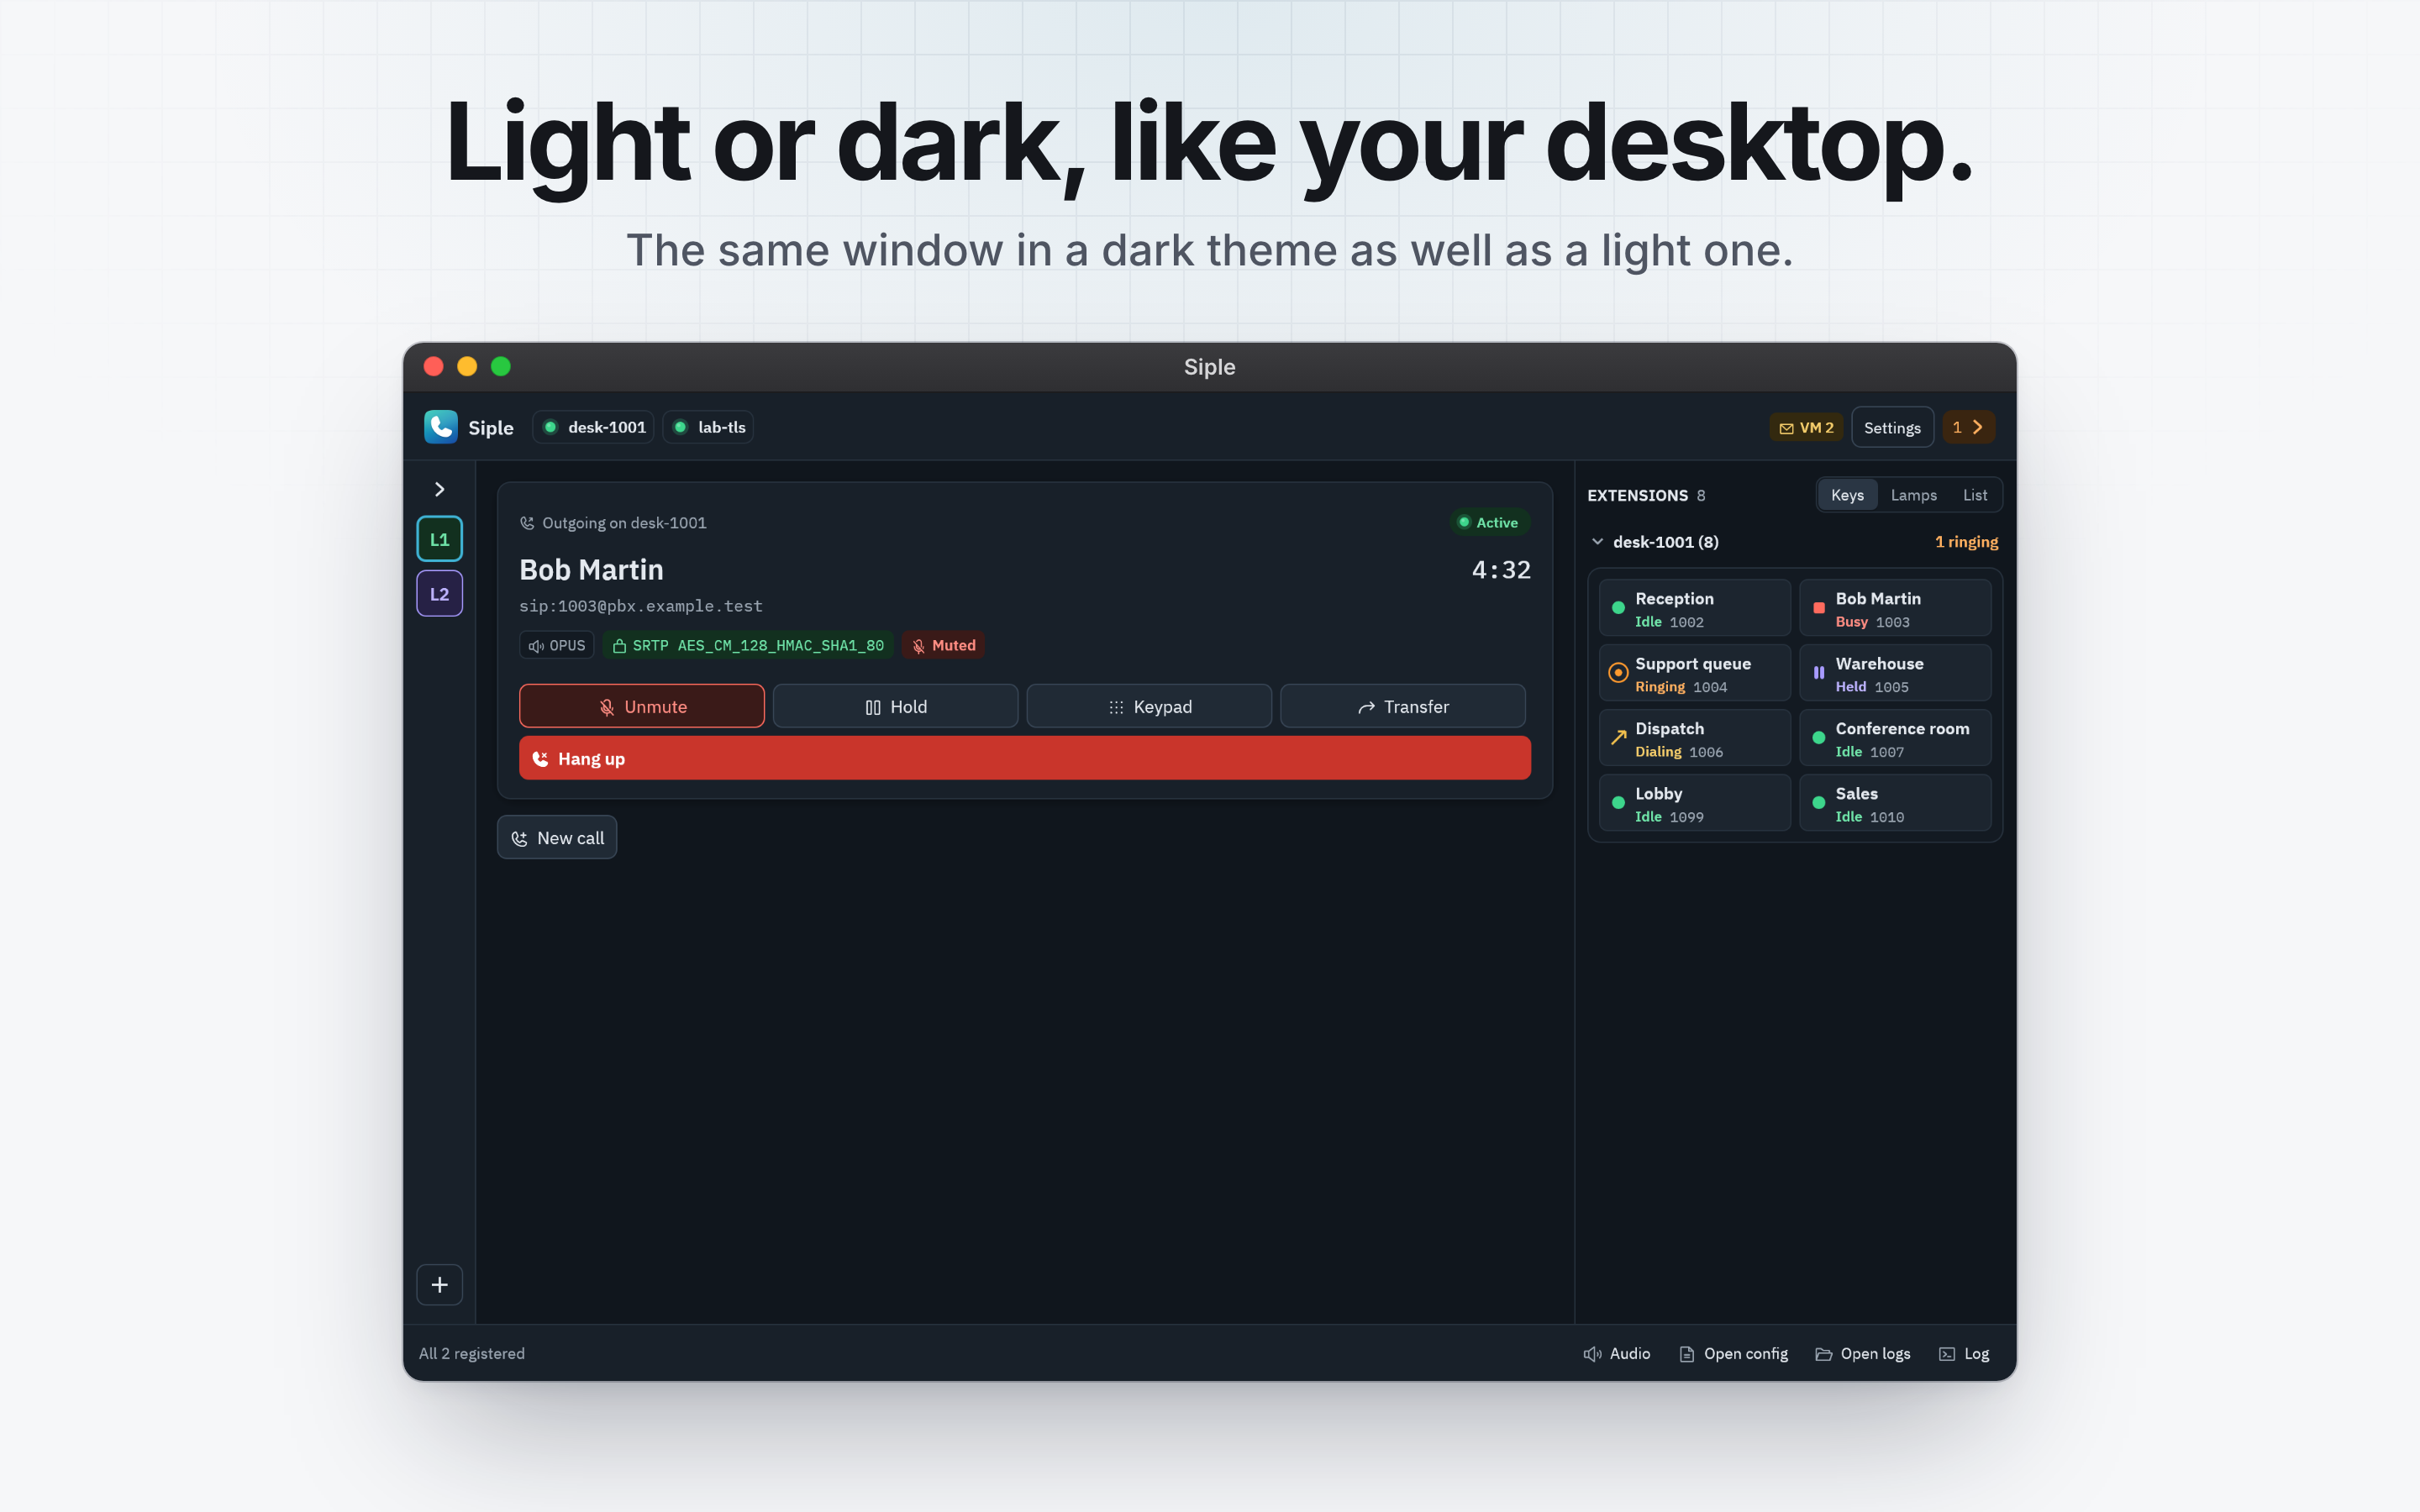 Light or dark, like your desktop.
The same window in a dark theme as well as a light one.
Siple
Siple desk-1001 lab-tls VM 2 Settings 1
L1
L2
Outgoing on desk-1001 Active
Bob Martin 4:32
sip:1003@pbx.example.test
OPUS SRTP AES_CM_128_HMAC_SHA1_80 Muted
Unmute Hold Keypad Transfer
Hang up
New call
EXTENSIONS 8 Keys Lamps List
desk-1001 (8) 1 ringing
Reception
Idle 1002
Bob Martin
Busy 1003
Support queue
Ringing 1004
Warehouse
Held 1005
Dispatch
Dialing 1006
Conference room
Idle 1007
Lobby
Idle 1099
Sales
Idle 1010
All 2 registered Audio Open config Open logs Log